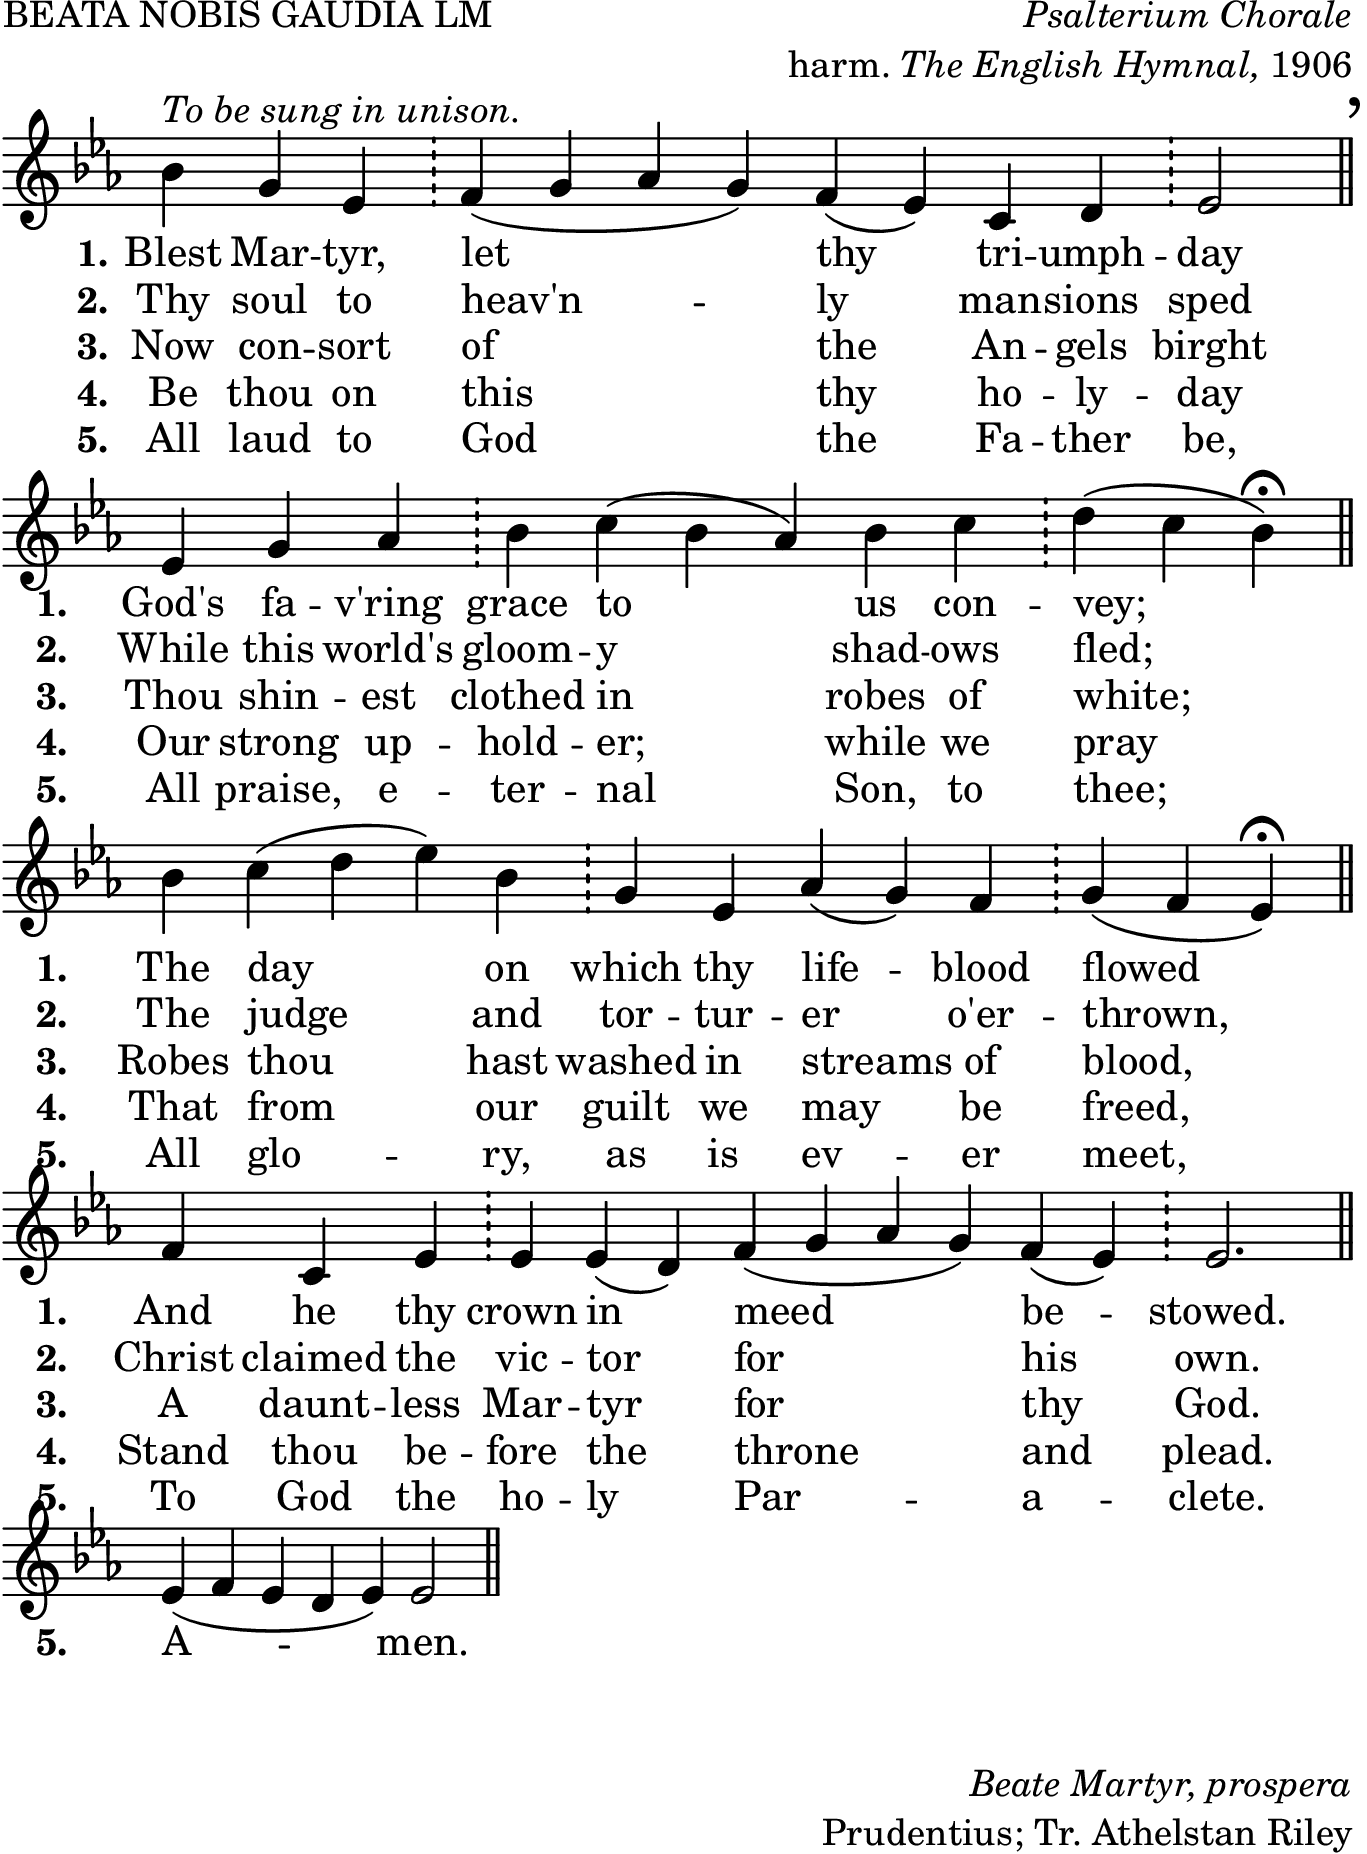 BEATA NOBIS GAUDIA LM
Psalterium Chorale
harm. The English Hymnal, 1906
To be sung in unison.
1. Blest Mar -- tyr, let thy tri -- umph -- day
2. Thy soul to heav'n -- ly mansions sped
3. Now con -- sort of the An -- gels birght
4. Be thou on this thy ho -- ly -- day
5. All laud to God the Fa -- ther be,
1. God's fa -- v'ring grace to us con -- vey;
2. While this world's gloom -- y shad -- ows fled;
3. Thou shin -- est clothed in robes of white;
4. Our strong up -- hold -- er; while we pray
5. All praise, e -- ter -- nal Son, to thee;
1. The day on which thy life -- blood flowed
2. The judge and tor -- tur -- er o'er -- thrown,
3. Robes thou hast washed in streams of blood,
4. That from our guilt we may be freed,
5. All glo -- ry, as is ev -- er meet,
1. And he thy crown in meed be -- stowed.
2. Christ claimed the vic -- tor for his own.
3. A daunt -- less Mar -- tyr for thy God.
4. Stand thou be -- fore the throne and plead.
5. To God the ho -- ly Par -- a -- clete.
5. A -- men.
Beate Martyr, prospera
Prudentius; Tr. Athelstan Riley